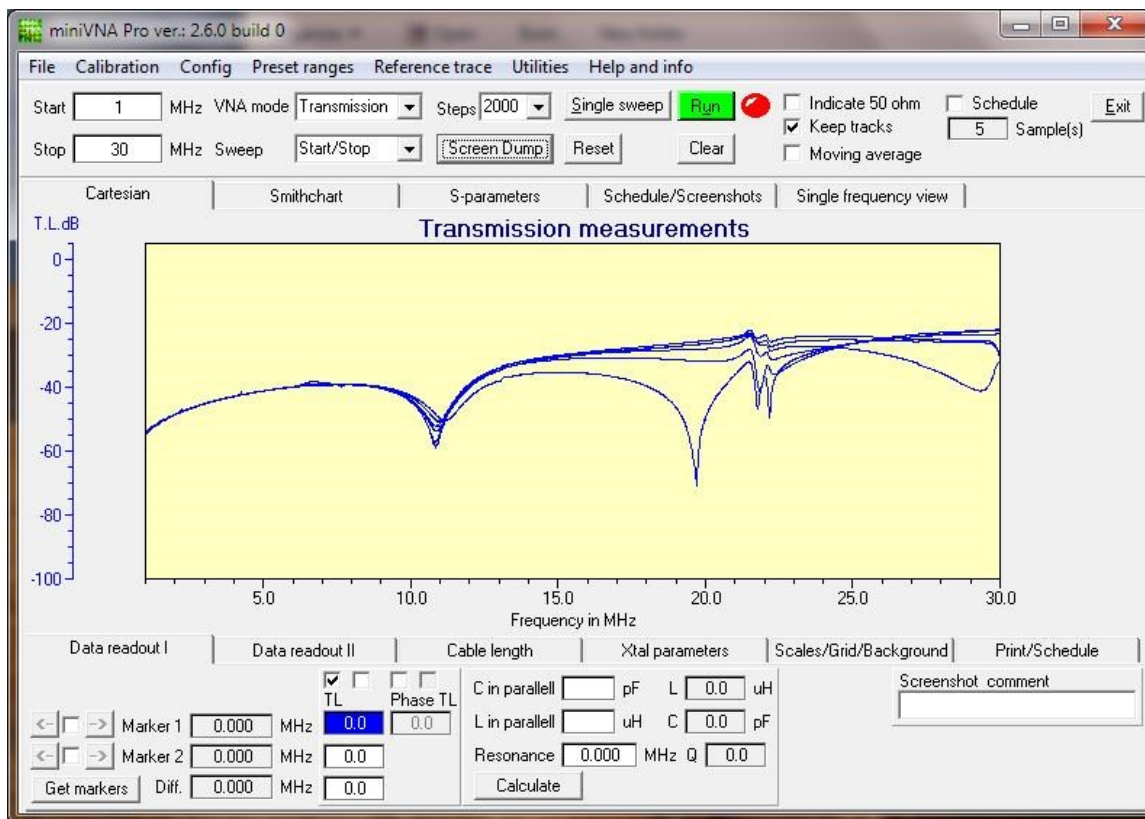 miniVNA Pro ver.: 2.6.0 build 0
File Calibration Config Preset ranges Reference trace Utilities Help and info
Start 1 MHz VNA mode Transmission Steps 2000 Single sweep Run Indicate 50 ohm Schedule Exit
Keep tracks 5 Sample(s)
Stop 30 MHz Sweep Start/Stop Screen Dump Reset Clear Moving average
Cartesian Smithchart S-parameters Schedule/Screenshots Single frequency view
T.L.dB Transmission measurements
0
-20
-40
-60
-80
-100
5.0 10.0 15.0 20.0 25.0 30.0
Frequency in MHz
Data readout I Data readout II Cable length Xtal parameters Scales/Grid/Background Print/Schedule
TL Phase TL C in parallell pF L 0.0 uH Screenshot comment
<- -> Marker 1 0.000 MHz 0.0 0.0 L in parallell uH C 0.0 pF
<- -> Marker 2 0.000 MHz 0.0 Resonance 0.000 MHz Q 0.0
Get markers Diff. 0.000 MHz 0.0 Calculate